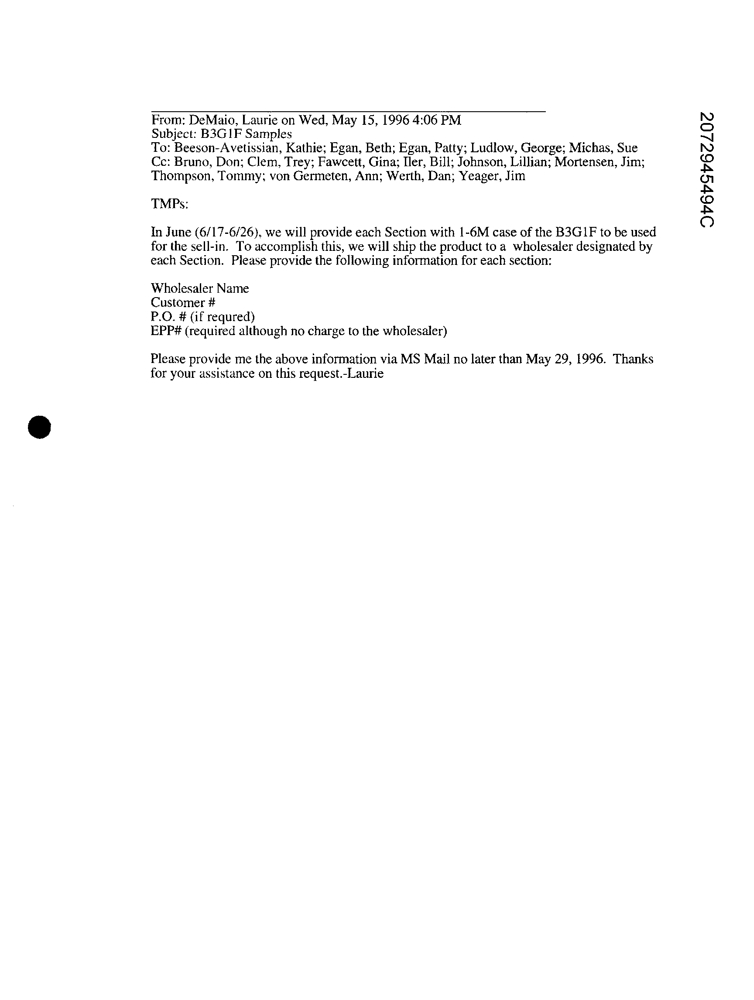 From: DeMaio, Laurie on Wed, May 15, 1996 4:06 PM
Subject: B3G1F Samples
To: Beeson-Avetissian, Kathie; Egan, Beth; Egan, Patty; Ludlow, George; Michas, Sue
Cc: Bruno, Don; Clem, Trey; Fawcett, Gina; Iler, Bill; Johnson, Lillian; Mortensen, Jim;
Thompson, Tommy; von Germeten, Ann; Werth, Dan; Yeager, Jim
TMPs:
In June (6/17-6/26), we will provide each Section with 1-6M case of the B3G1F to be used
for the sell-in. To accomplish this, we will ship the product to a wholesaler designated by
each Section. Please provide the following information for each section:
Wholesaler Name
Customer #
P.O. # (if requred)
EPP# (required although no charge to the wholesaler)
Please provide me the above information via MS Mail no later than May 29, 1996. Thanks
for your assistance on this request.-Laurie
2072945494C